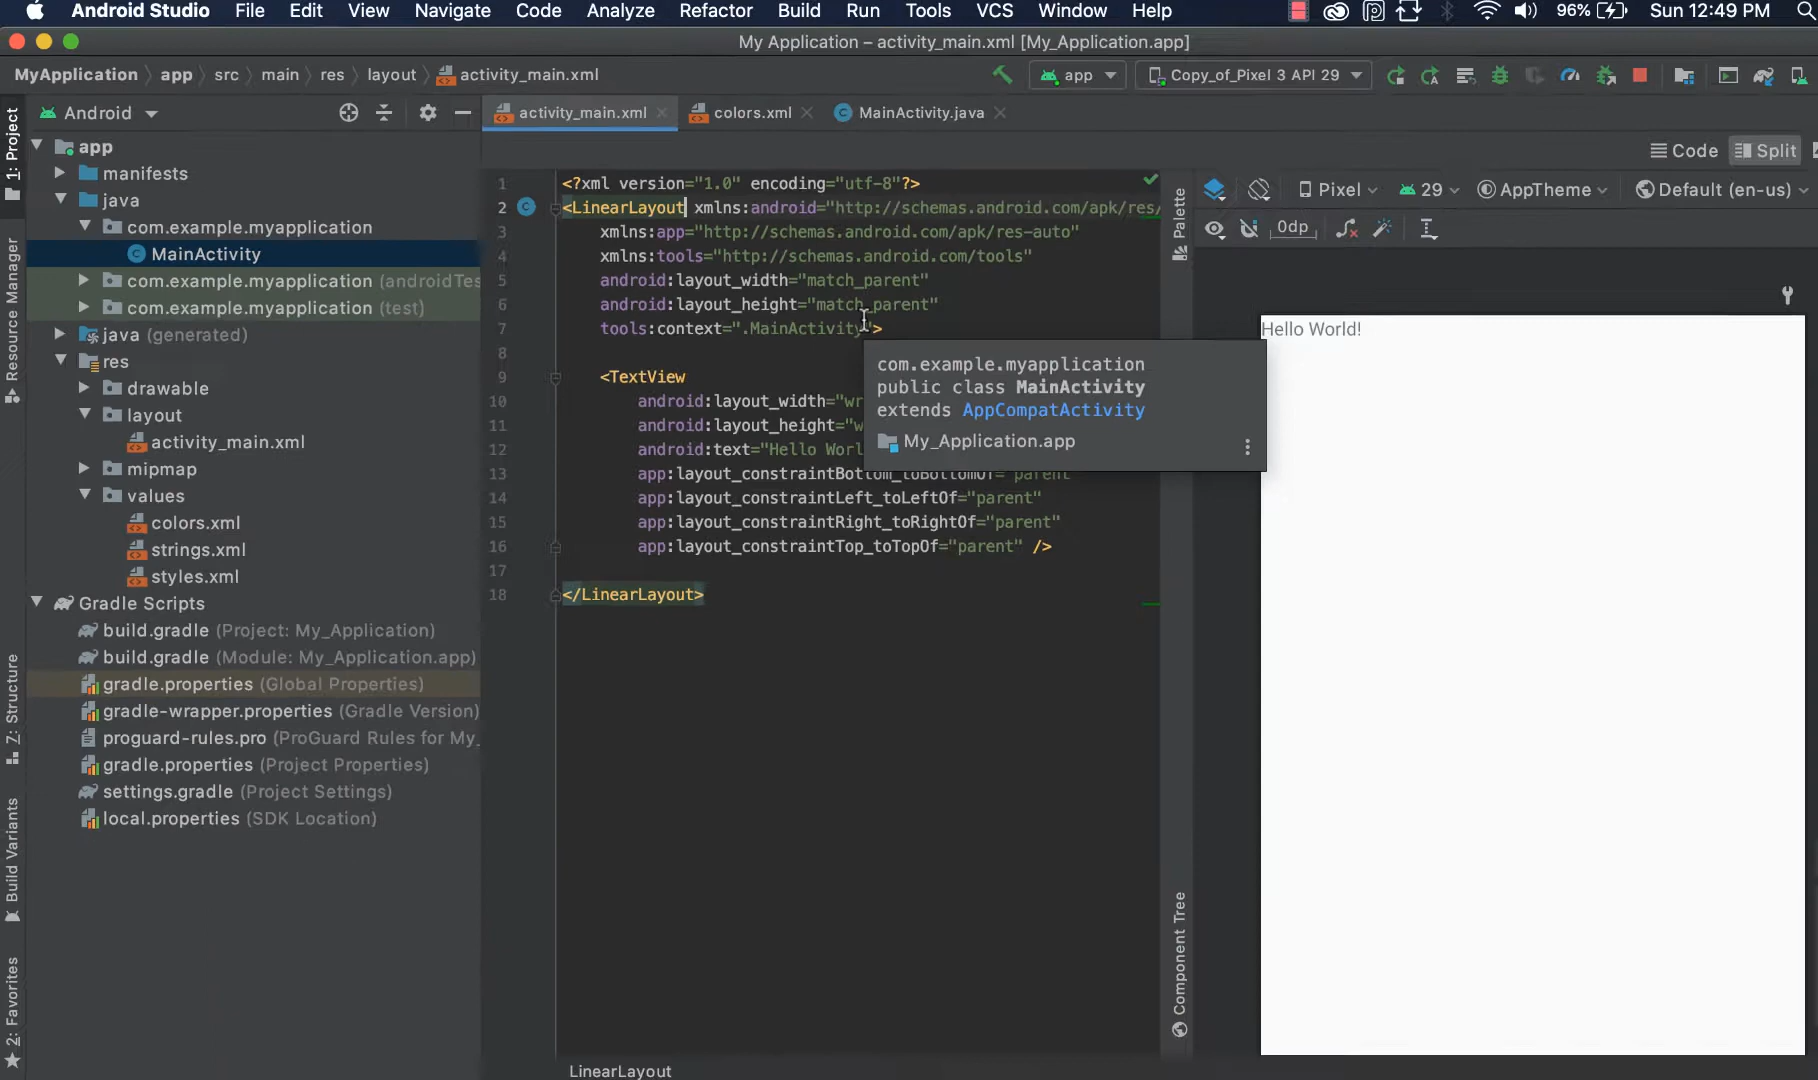 Android Studio File Edit View Navigate Code Analyze Refactor Build Run Tools VCS Window Help 96% Sun 12:49 PM
My Application – activity_main.xml [My_Application.app]
MyApplication app src main res layout activity_main.xml app Copy_of_Pixel 3 API 29
Android activity_main.xml colors.xml MainActivity.java
Code Split
Pixel 29 AppTheme Default (en-us)
0dp
1: Project
Resource Manager
Z: Structure
Build Variants
2: Favorites
app
manifests
java
com.example.myapplication
MainActivity
com.example.myapplication (androidTes
com.example.myapplication (test)
java (generated)
res
drawable
layout
activity_main.xml
mipmap
values
colors.xml
strings.xml
styles.xml
Gradle Scripts
build.gradle (Project: My_Application)
build.gradle (Module: My_Application.app)
gradle.properties (Global Properties)
gradle-wrapper.properties (Gradle Version)
proguard-rules.pro (ProGuard Rules for My_
gradle.properties (Project Properties)
settings.gradle (Project Settings)
local.properties (SDK Location)
1 <?xml version="1.0" encoding="utf-8"?>
2 <LinearLayout xmlns:android="http://schemas.android.com/apk/res/
3 xmlns:app="http://schemas.android.com/apk/res-auto"
4 xmlns:tools="http://schemas.android.com/tools"
5 android:layout_width="match_parent"
6 android:layout_height="match_parent"
7 tools:context=".MainActivity">
8
9 <TextView
10 android:layout_width="wr
11 android:layout_height="w
12 android:text="Hello Worl
13 app:layout_constraintBottom_toBottomOf="parent"
14 app:layout_constraintLeft_toLeftOf="parent"
15 app:layout_constraintRight_toRightOf="parent"
16 app:layout_constraintTop_toTopOf="parent" />
17
18 </LinearLayout>
com.example.myapplication
public class MainActivity
extends AppCompatActivity
My_Application.app
LinearLayout
Palette
Component Tree
Hello World!